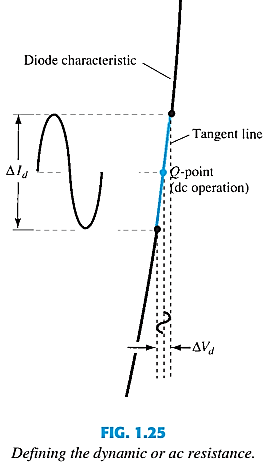 Diode characteristic
Tangent line
ΔI_d
Q-point
(dc operation)
ΔV_d
FIG. 1.25
Defining the dynamic or ac resistance.